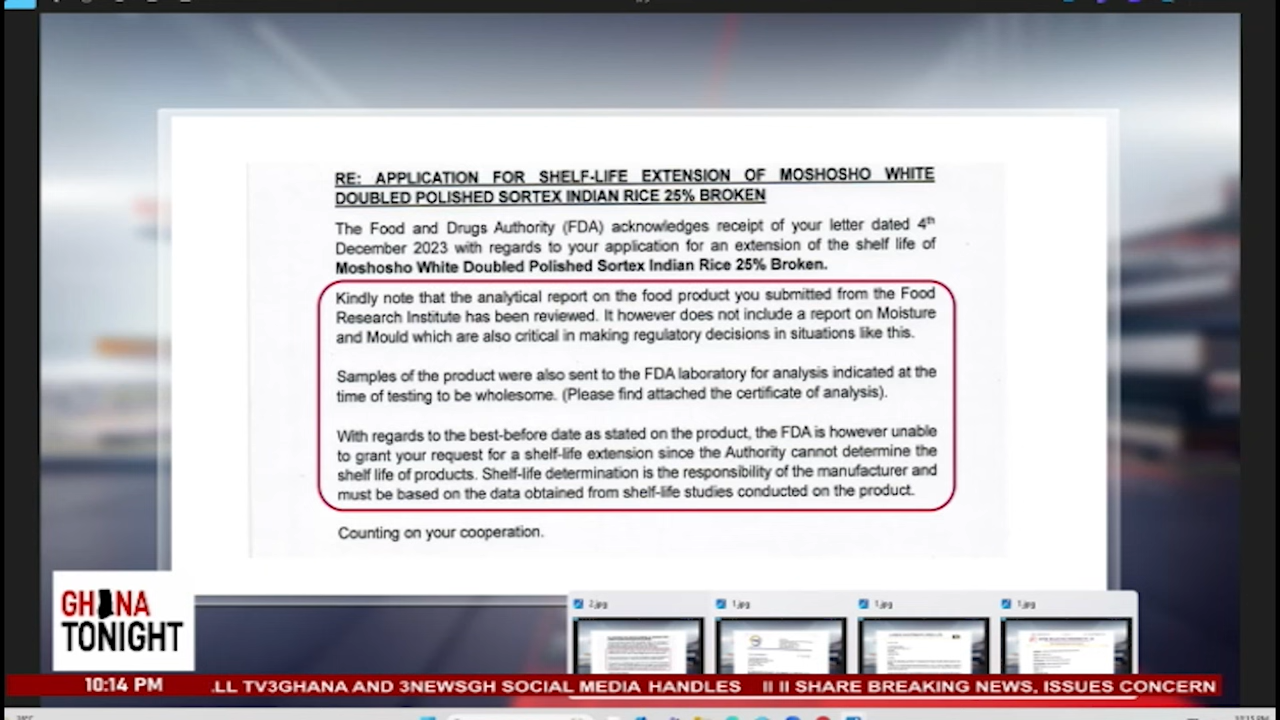 RE: APPLICATION FOR SHELF-LIFE EXTENSION OF MOSHOSHO WHITE
DOUBLED POLISHED SORTEX INDIAN RICE 25% BROKEN
The Food and Drugs Authority (FDA) acknowledges receipt of your letter dated 4th
December 2023 with regards to your application for an extension of the shelf life of
Moshosho White Doubled Polished Sortex Indian Rice 25% Broken.
Kindly note that the analytical report on the food product you submitted from the Food
Research Institute has been reviewed. It however does not include a report on Moisture
and Mould which are also critical in making regulatory decisions in situations like this.
Samples of the product were also sent to the FDA laboratory for analysis indicated at the
time of testing to be wholesome. (Please find attached the certificate of analysis).
With regards to the best-before date as stated on the product, the FDA is however unable
to grant your request for a shelf-life extension since the Authority cannot determine the
shelf life of products. Shelf-life determination is the responsibility of the manufacturer and
must be based on the data obtained from shelf-life studies conducted on the product.
Counting on your cooperation.
2.jpg 1.jpg 1.jpg 1.jpg
GHANA
TONIGHT
10:14 PM .LL TV3GHANA AND 3NEWSGH SOCIAL MEDIA HANDLES II II SHARE BREAKING NEWS, ISSUES CONCERN